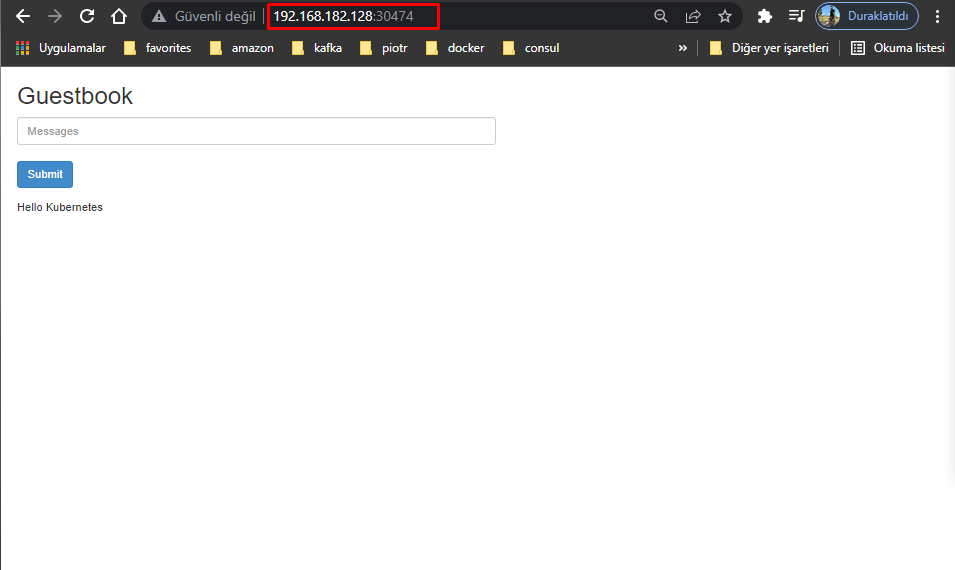 Güvenli değil 192.168.182.128:30474 Duraklatıldı
Uygulamalar favorites amazon kafka piotr docker consul » Diğer yer işaretleri Okuma listesi
Guestbook
Messages
Submit
Hello Kubernetes